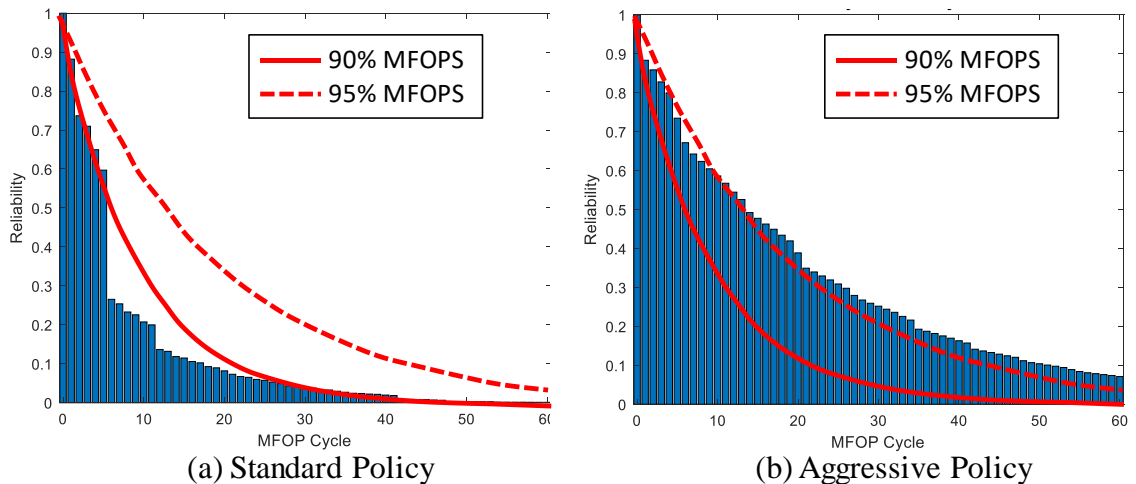 1
0.9
0.8
0.7
0.6
0.5
0.4
0.3
0.2
0.1
0
Reliability
90% MFOPS
95% MFOPS
0 10 20 30 40 50 60
MFOP Cycle
(a) Standard Policy
1
0.9
0.8
0.7
0.6
0.5
0.4
0.3
0.2
0.1
0
Reliability
90% MFOPS
95% MFOPS
0 10 20 30 40 50 60
MFOP Cycle
(b) Aggressive Policy